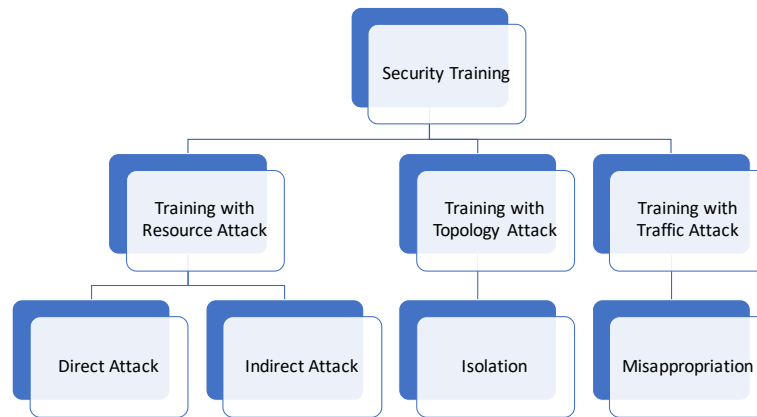 Security Training
Training with
Resource Attack
Training with
Topology Attack
Training with
Traffic Attack
Direct Attack
Indirect Attack
Isolation
Misappropriation